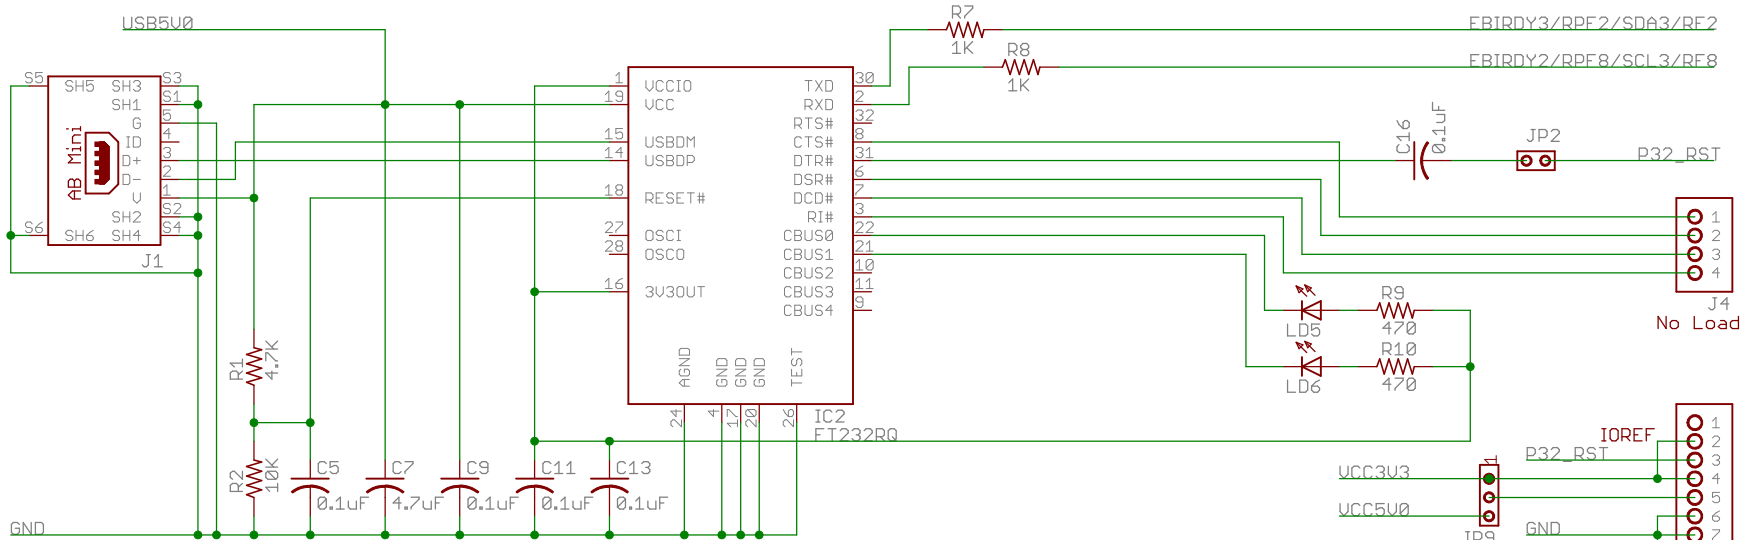 USB5V0
R7
1K
EBIRDY3/RPF2/SDA3/RF2
R8
1K
EBIRDY2/RPF8/SCL3/RF8
S5 SH5 SH3 S3
SH1 S1
G 5
ID 4
D+ 3
D- 2
V 1
SH2 S2
S6 SH6 SH4 S4
AB Mini
J1
1 VCCIO TXD 30
19 VCC RXD 2
RTS# 32
15 USBDM CTS# 8
14 USBDP DTR# 31
DSR# 6
18 RESET# DCD# 7
RI# 3
27 OSCI CBUS0 22
28 OSCO CBUS1 21
CBUS2 10
16 3V3OUT CBUS3 11
CBUS4 9
AGND GND GND GND TEST
24 4 17 20 26
IC2
FT232RQ
C16
0.1uF
JP2
P32_RST
1
2
3
4
J4
No Load
LD5
R9
470
LD6
R10
470
R1
4.7K
R2
10K
C5
0.1uF
C7
4.7uF
C9
0.1uF
C11
0.1uF
C13
0.1uF
GND
IOREF
P32_RST
VCC3V3
VCC5V0
GND
1
1
2
3
4
5
6
7